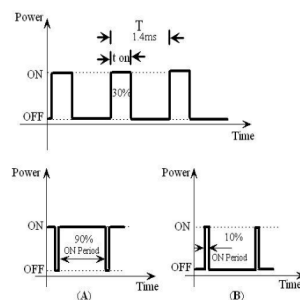 Power
T
1.4ms
ON
t on
30%
OFF
Time
Power
Power
ON
ON
90%
10%
ON Period
ON Period
OFF
OFF
Time
Time
(A)
(B)